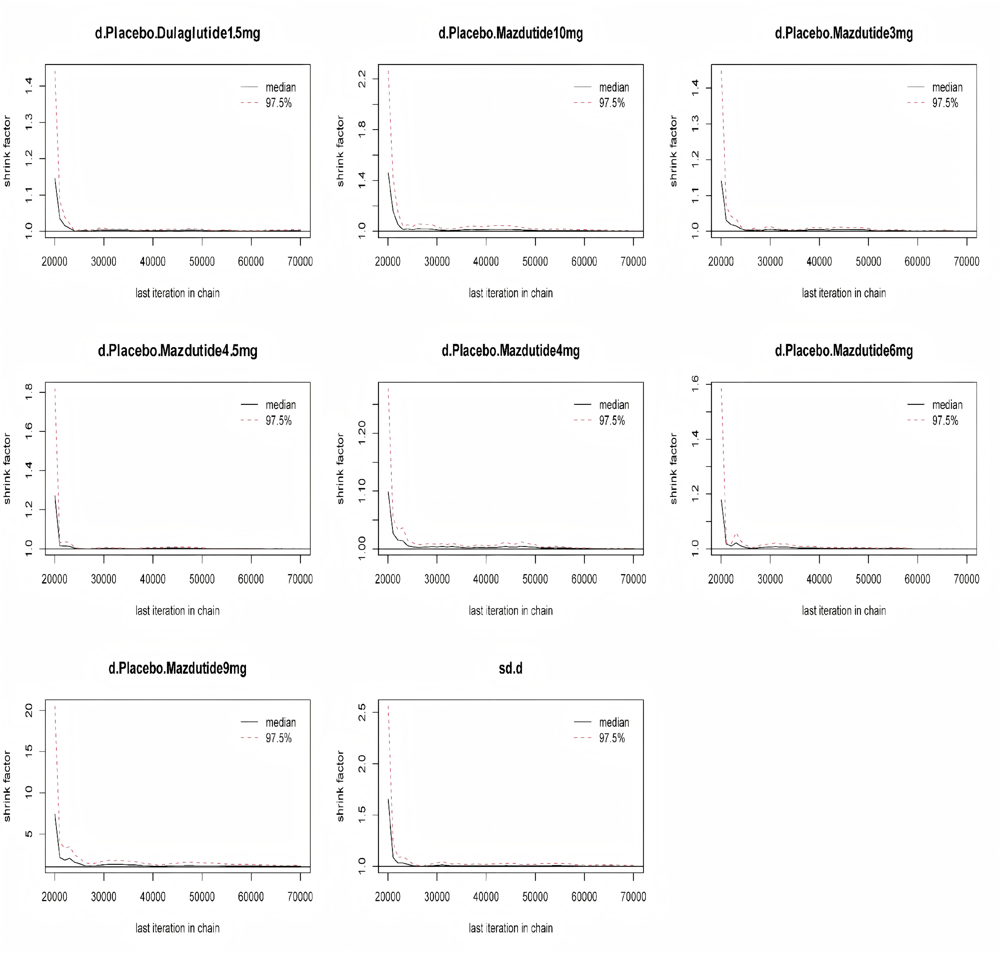 d.Placebo.Dulaglutide1.5mg
shrink factor
1.0 1.1 1.2 1.3 1.4
median
97.5%
20000 30000 40000 50000 60000 70000
last iteration in chain
d.Placebo.Mazdutide10mg
shrink factor
1.0 1.4 1.8 2.2
median
97.5%
20000 30000 40000 50000 60000 70000
last iteration in chain
d.Placebo.Mazdutide3mg
shrink factor
1.0 1.1 1.2 1.3 1.4
median
97.5%
20000 30000 40000 50000 60000 70000
last iteration in chain
d.Placebo.Mazdutide4.5mg
shrink factor
1.0 1.2 1.4 1.6 1.8
median
97.5%
20000 30000 40000 50000 60000 70000
last iteration in chain
d.Placebo.Mazdutide4mg
shrink factor
1.00 1.10 1.20
median
97.5%
20000 30000 40000 50000 60000 70000
last iteration in chain
d.Placebo.Mazdutide6mg
shrink factor
1.0 1.2 1.4 1.6
median
97.5%
20000 30000 40000 50000 60000 70000
last iteration in chain
d.Placebo.Mazdutide9mg
shrink factor
5 10 15 20
median
97.5%
20000 30000 40000 50000 60000 70000
last iteration in chain
sd.d
shrink factor
1.0 1.5 2.0 2.5
median
97.5%
20000 30000 40000 50000 60000 70000
last iteration in chain